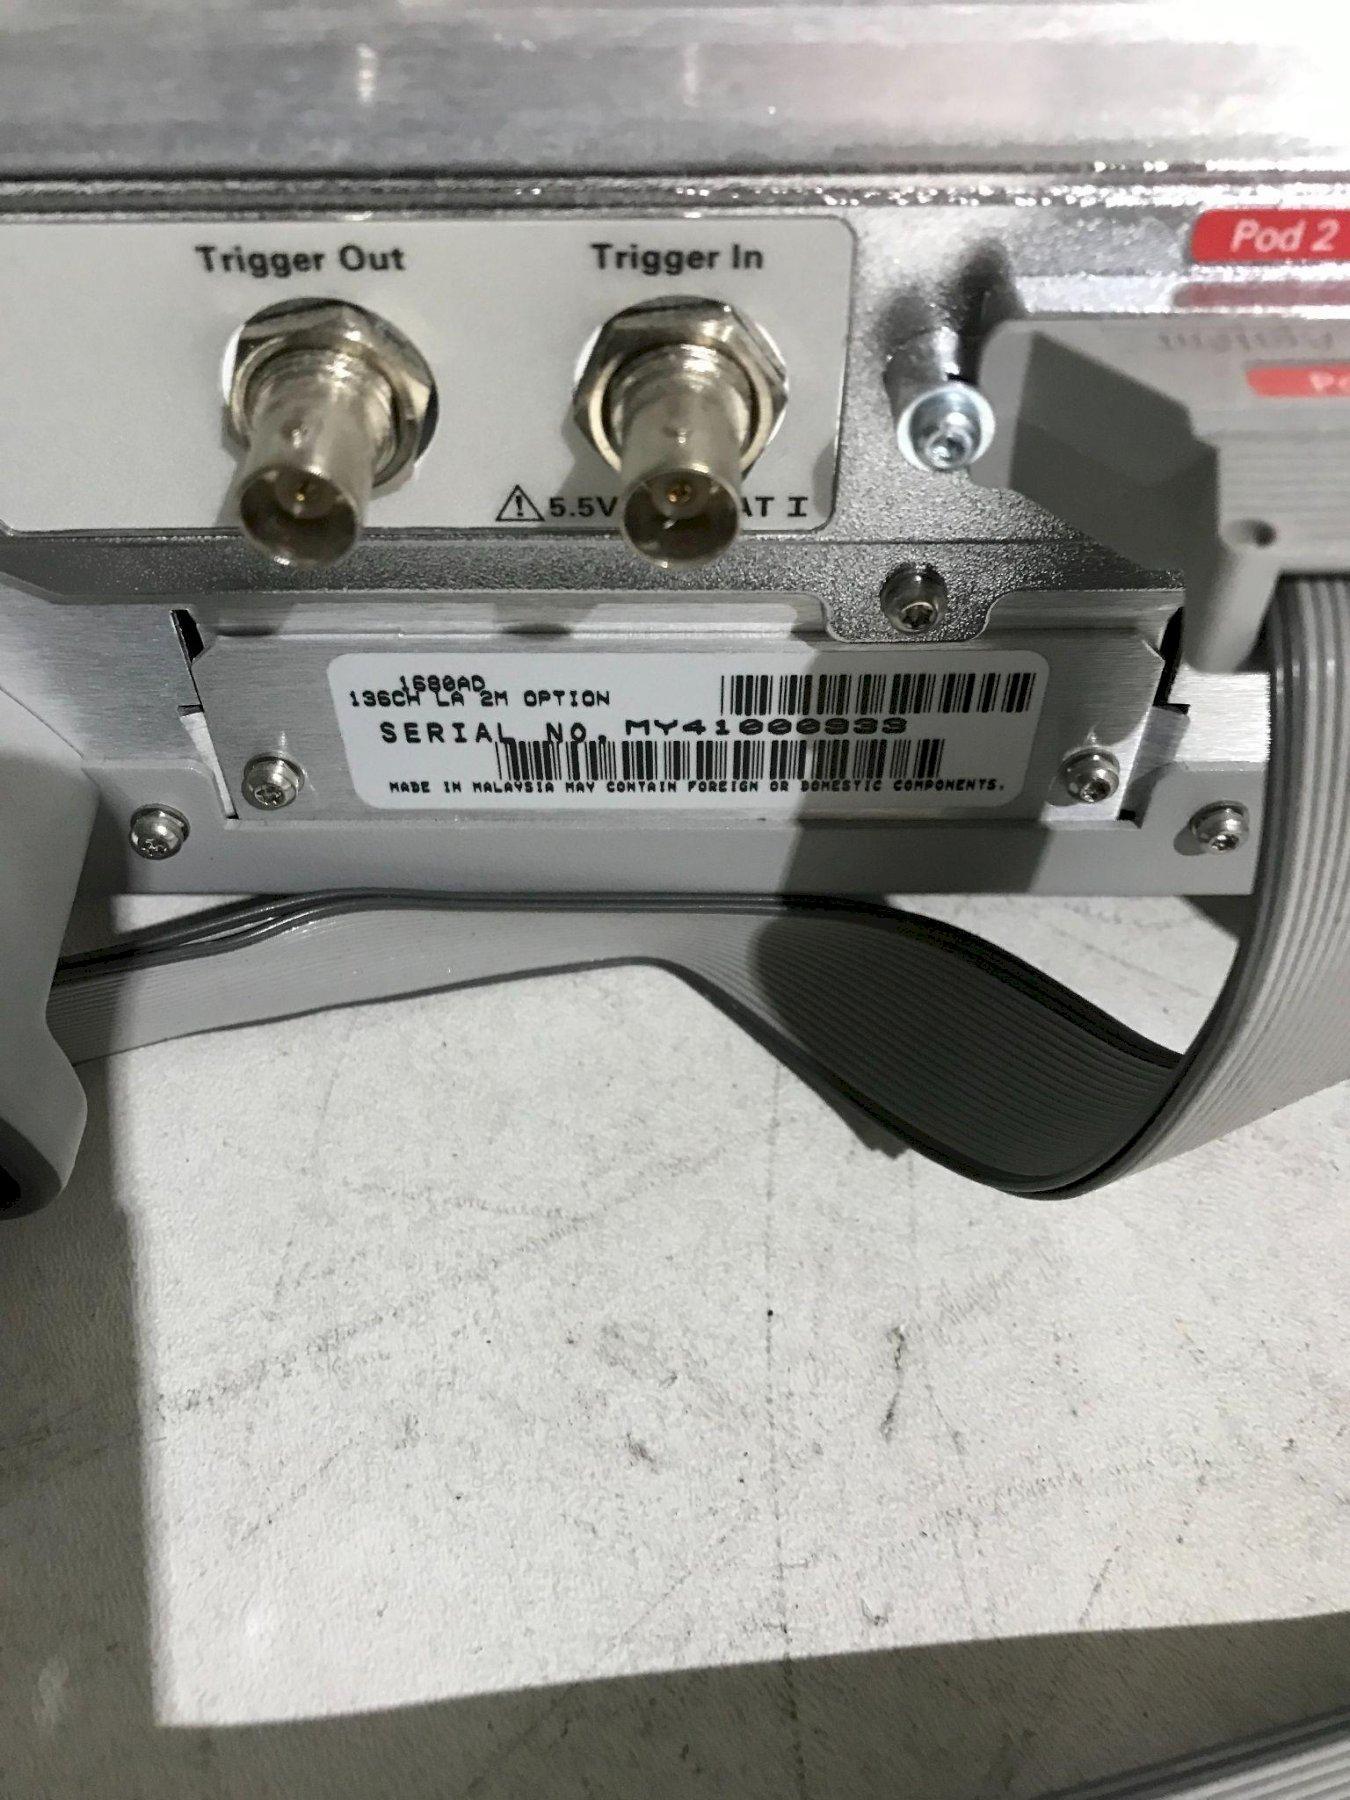 Trigger Out
Trigger In
Pod 2
5.5V AT I
1680AD
136CH LA 2M OPTION
SERIAL NO. MY41000939
MADE IN MALAYSIA MAY CONTAIN FOREIGN OR DOMESTIC COMPONENTS.